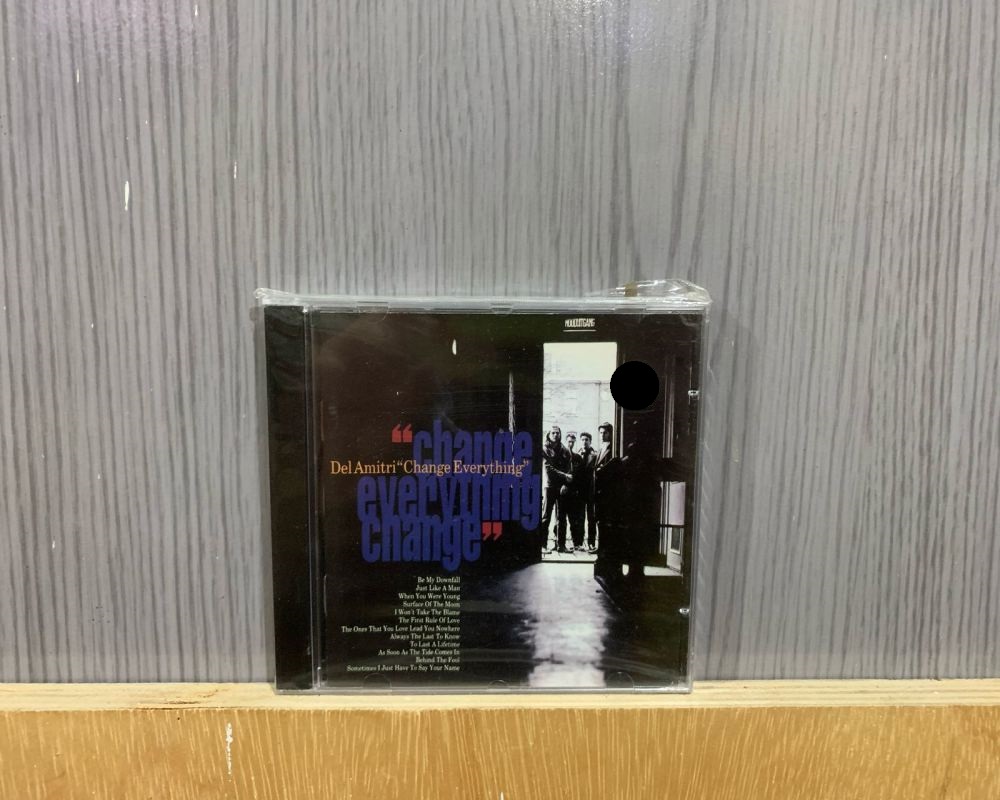 NOODUITGANG
“change
Del Amitri “Change Everything”
everything
change”
Be My Downfall
Just Like A Man
When You Were Young
Surface Of The Moon
I Won't Take The Blame
The First Rule Of Love
The Ones That You Love Lead You Nowhere
Always The Last To Know
To Last A Lifetime
As Soon As The Tide Comes In
Behind The Fool
Sometimes I Just Have To Say Your Name